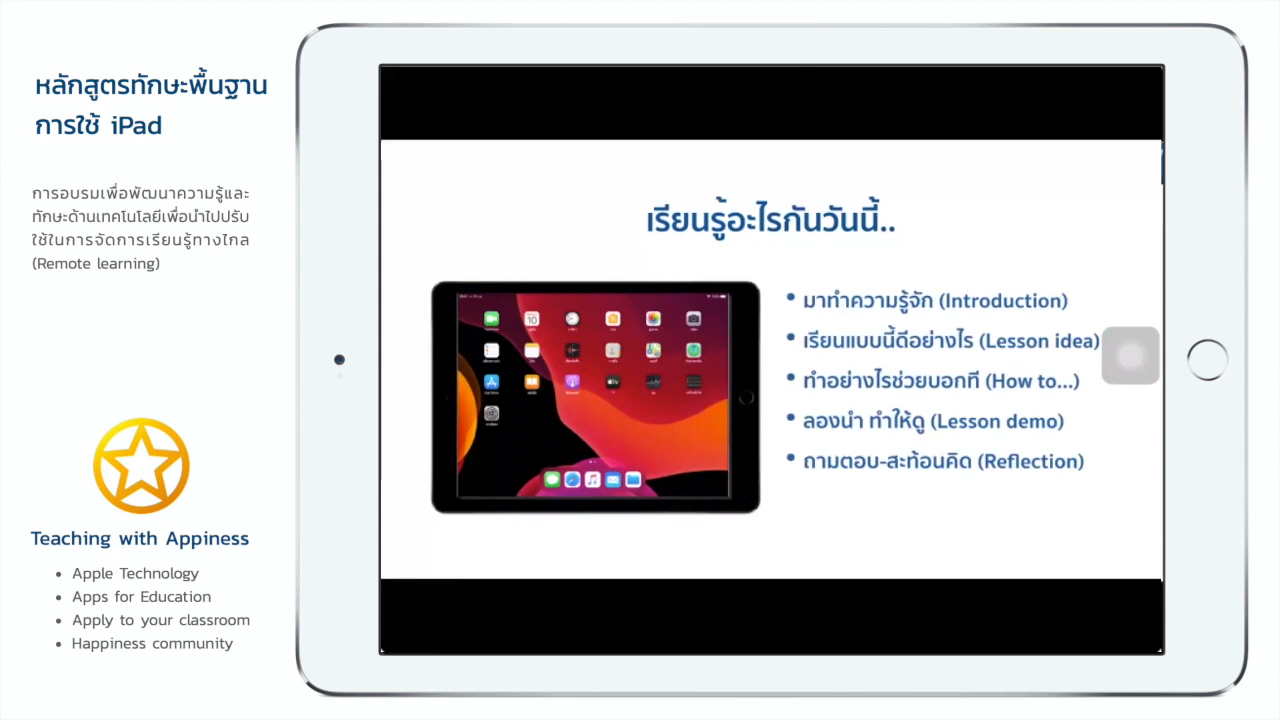 หลักสูตรทักษะพื้นฐาน
การใช้ iPad
การอบรมเพื่อพัฒนาความรู้และ
ทักษะด้านเทคโนโลยีเพื่อนำไปปรับ
ใช้ในการจัดการเรียนรู้ทางไกล
(Remote learning)
Teaching with Appiness
• Apple Technology
• Apps for Education
• Apply to your classroom
• Happiness community
เรียนรู้อะไรกันวันนี้..
• มาทำความรู้จัก (Introduction)
• เรียนแบบนี้ดีอย่างไร (Lesson idea)
• ทำอย่างไรช่วยบอกที (How to...)
• ลองนำ ทำให้ดู (Lesson demo)
• ถามตอบ-สะท้อนคิด (Reflection)